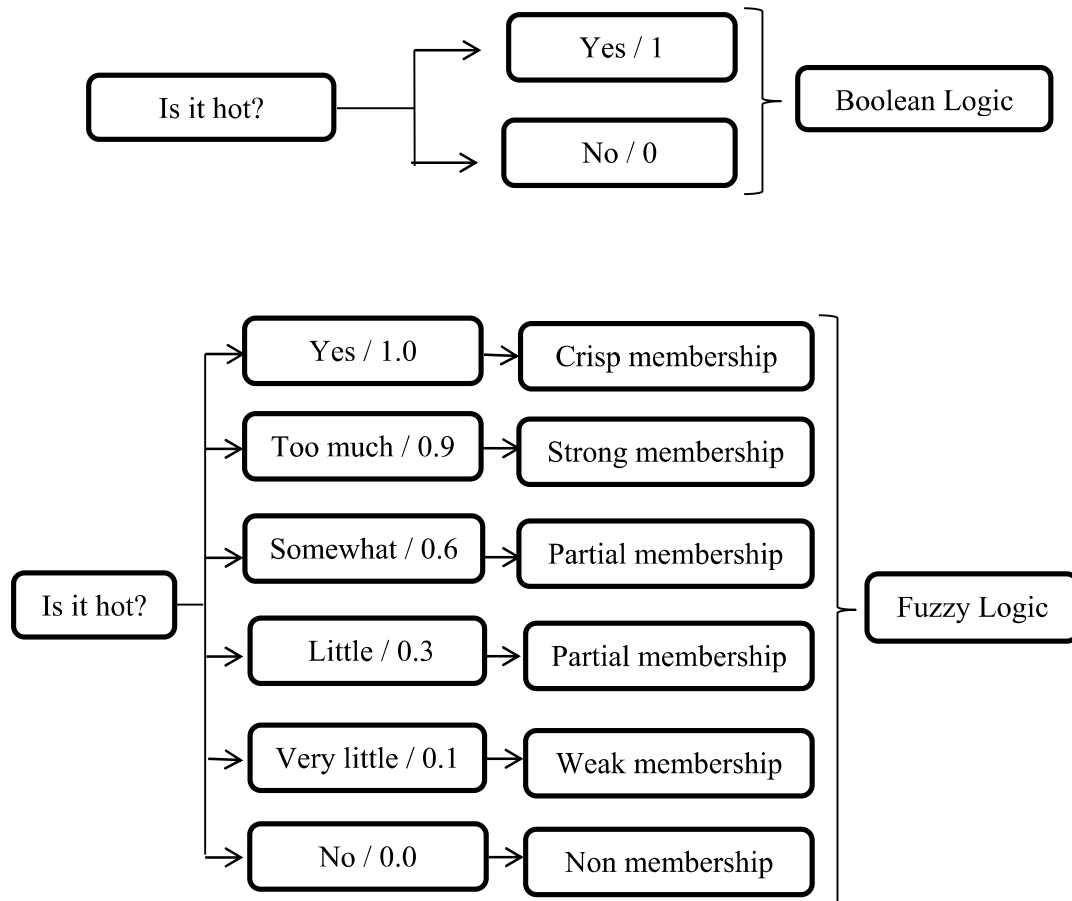 Is it hot?
Yes / 1
No / 0
Boolean Logic
Is it hot?
Yes / 1.0
Crisp membership
Too much / 0.9
Strong membership
Somewhat / 0.6
Partial membership
Little / 0.3
Partial membership
Very little / 0.1
Weak membership
No / 0.0
Non membership
Fuzzy Logic